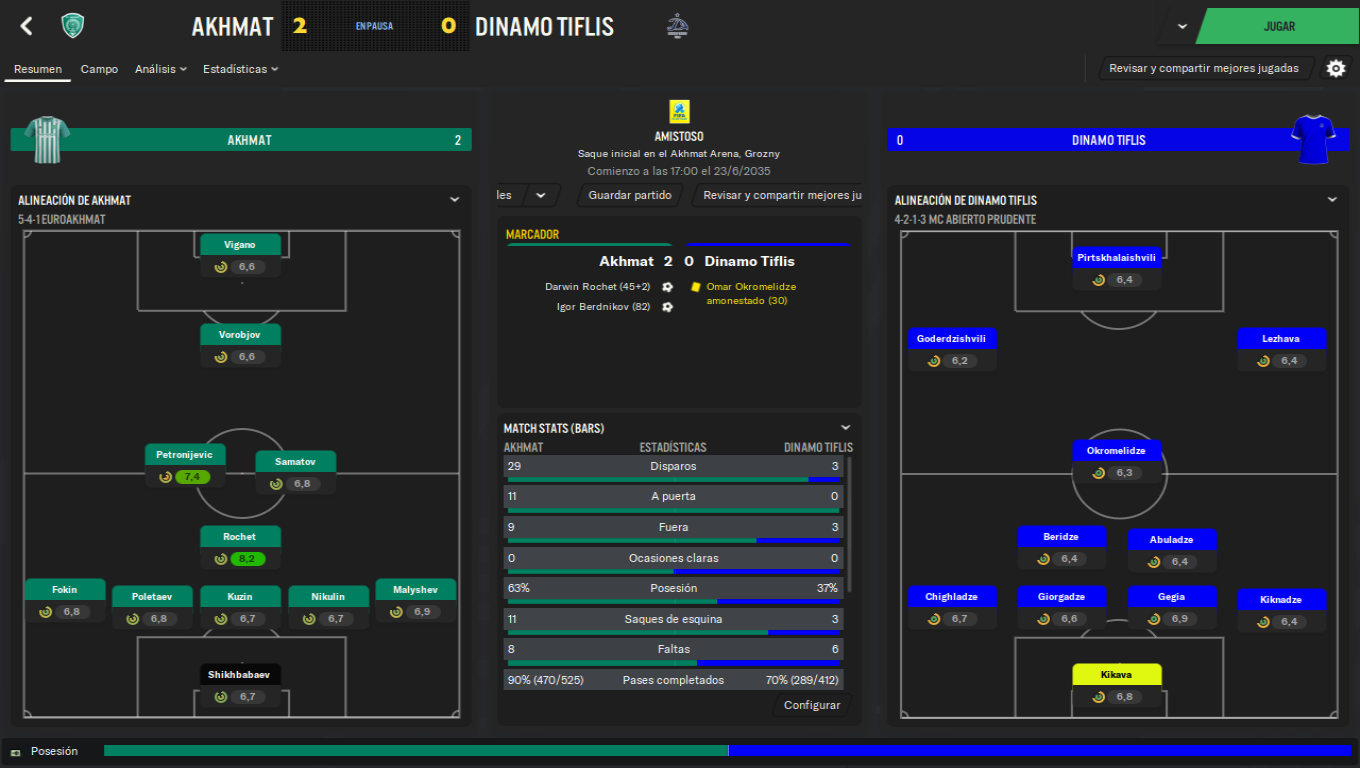 AKHMAT 2 EN PAUSA 0 DINAMO TIFLIS
JUGAR
Resumen Campo Análisis Estadísticas
Revisar y compartir mejores jugadas
AKHMAT 2
ALINEACIÓN DE AKHMAT
5-4-1 EUROAKHMAT
Vigano
6,6
Vorobjov
6,6
Petronijevic
7,4
Samatov
6,8
Rochet
8,2
Fokin
6,8
Poletaev
6,8
Kuzin
6,7
Nikulin
6,7
Malyshev
6,9
Shikhbabaev
6,7
FIFA
AMISTOSO
Saque inicial en el Akhmat Arena, Grozny
Comienzo a las 17:00 el 23/6/2035
les Guardar partido Revisar y compartir mejores ju
MARCADOR
Akhmat 2 0 Dinamo Tiflis
Darwin Rochet (45+2)
Igor Berdnikov (82)
Omar Okromelidze
amonestado (30)
MATCH STATS (BARS)
AKHMAT ESTADÍSTICAS DINAMO TIFLIS
29 Disparos 3
11 A puerta 0
9 Fuera 3
0 Ocasiones claras 0
63% Posesión 37%
11 Saques de esquina 3
8 Faltas 6
90% (470/525) Pases completados 70% (289/412)
Configurar
0 DINAMO TIFLIS
ALINEACIÓN DE DINAMO TIFLIS
4-2-1-3 MC ABIERTO PRUDENTE
Pirtskhalaishvili
6,4
Goderdzishvili
6,2
Lezhava
6,4
Okromelidze
6,3
Beridze
6,4
Abuladze
6,4
Chighladze
6,7
Giorgadze
6,6
Gegia
6,9
Kiknadze
6,4
Kikava
6,8
Posesión